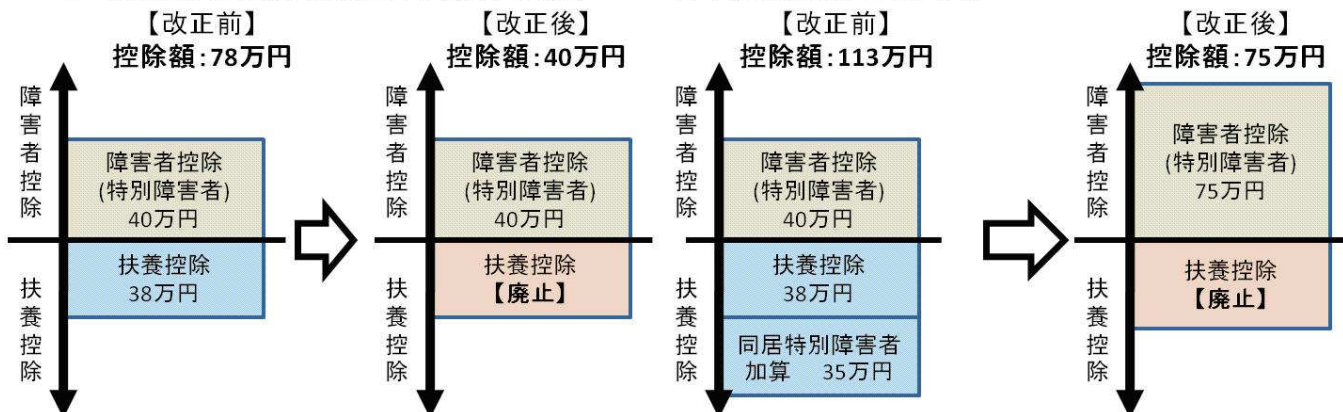 【改正前】
控除額:78万円
障害者控除
扶養控除
障害者控除
(特別障害者)
40万円
扶養控除
38万円
【改正後】
控除額:40万円
障害者控除
扶養控除
障害者控除
(特別障害者)
40万円
扶養控除
【廃止】
【改正前】
控除額:113万円
障害者控除
扶養控除
障害者控除
(特別障害者)
40万円
扶養控除
38万円
同居特別障害者
加算 35万円
【改正後】
控除額:75万円
障害者控除
扶養控除
障害者控除
(特別障害者)
75万円
扶養控除
【廃止】